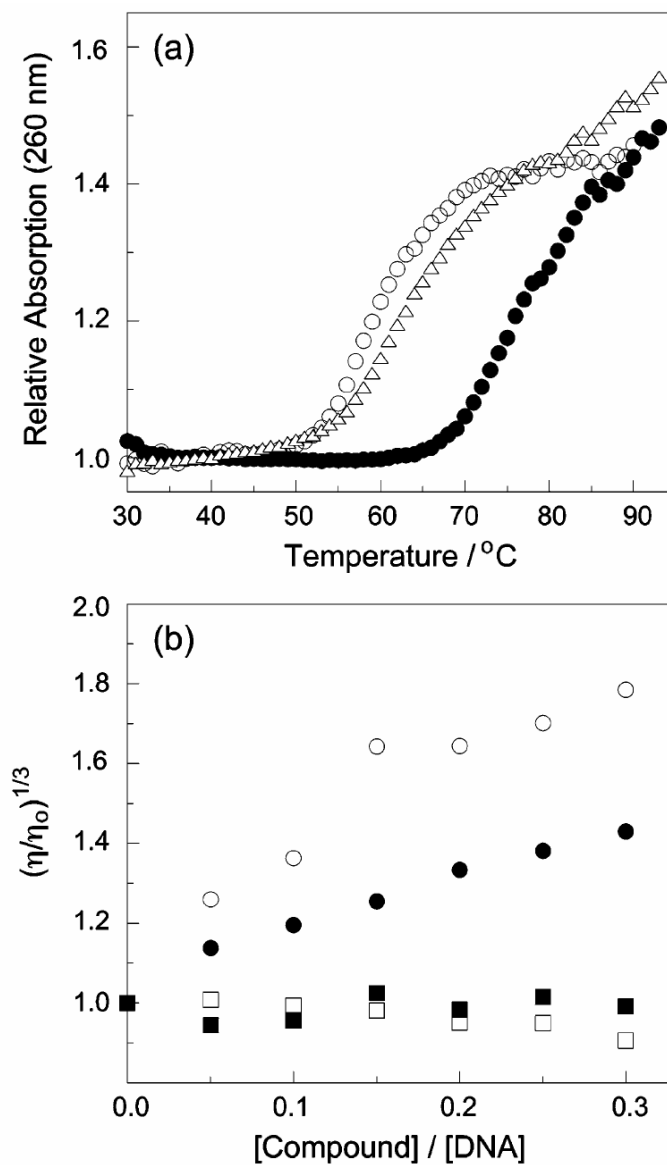 (a)
Relative Absorption (260 nm)
1.6
1.4
1.2
1.0
30 40 50 60 70 80 90
Temperature / °C
(b)
(η/ηo)1/3
2.0
1.8
1.6
1.4
1.2
1.0
0.0 0.1 0.2 0.3
[Compound] / [DNA]